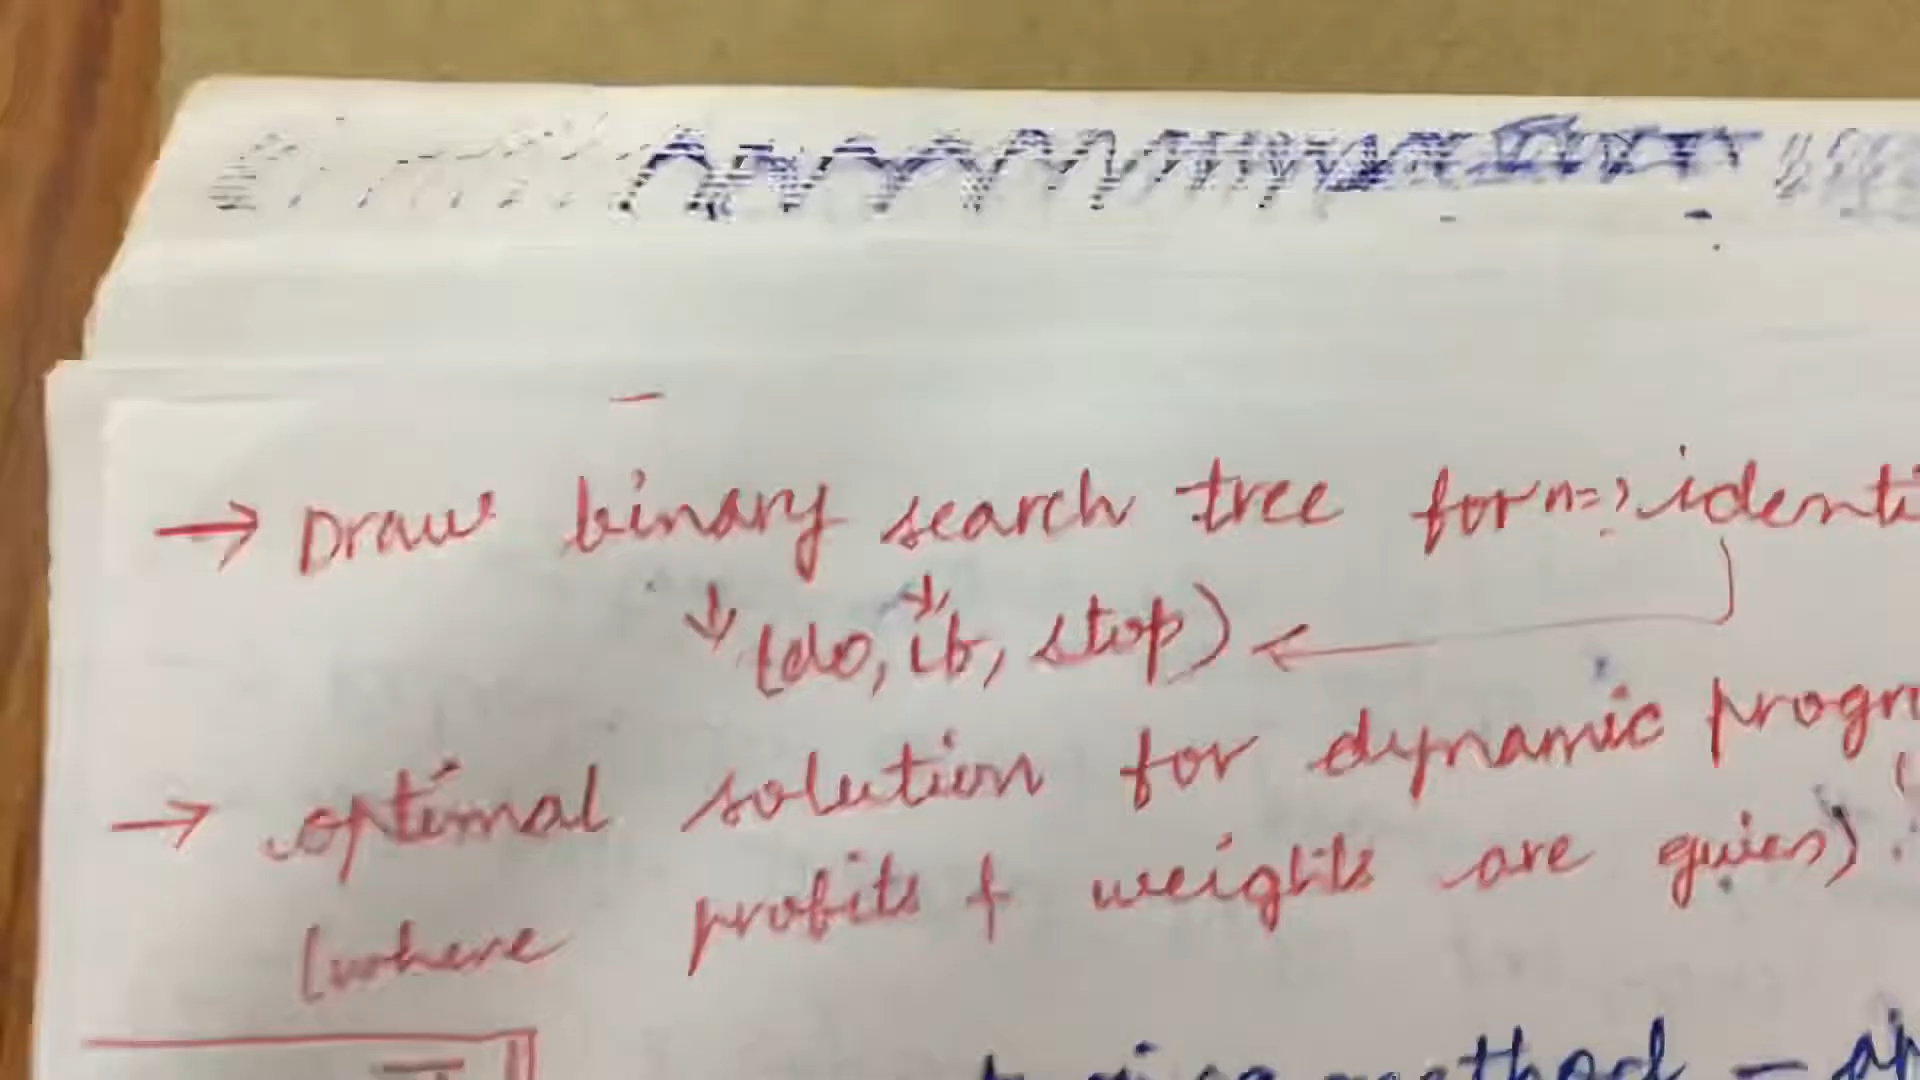 → Draw binary search tree for n=3 identi
↓ (do, if, stop) ←
→ optimal solution for dynamic progr
(where profits + weights are given).
method - ap